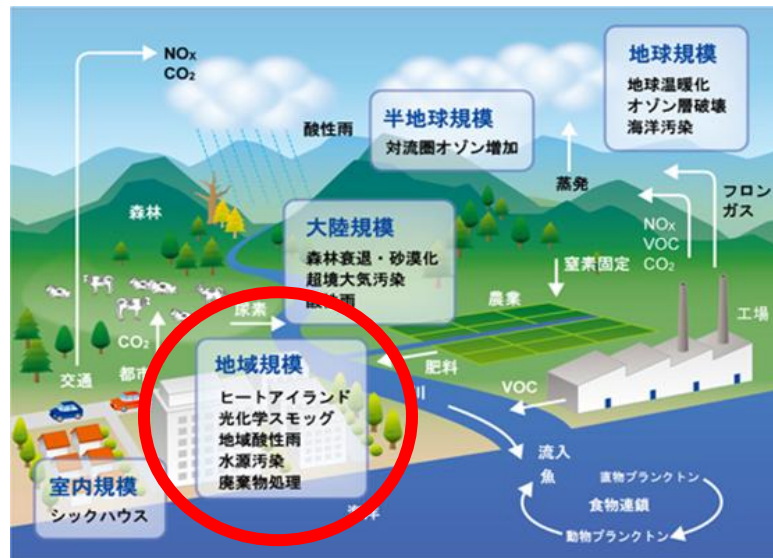 NOx
CO2
地球規模
地球温暖化
オゾン層破壊
海洋汚染
半地球規模
対流圏オゾン増加
酸性雨
蒸発
フロン
ガス
森林
大陸規模
森林衰退・砂漠化
超境大気汚染
NOx
VOC
CO2
窒素固定
農業
工場
尿素
CO2
交通
都市
地域規模
ヒートアイランド
光化学スモッグ
地域酸性雨
水源汚染
廃棄物処理
肥料
川
VOC
流入
魚
直物プランクトン
食物連鎖
動物プランクトン
室内規模
シックハウス